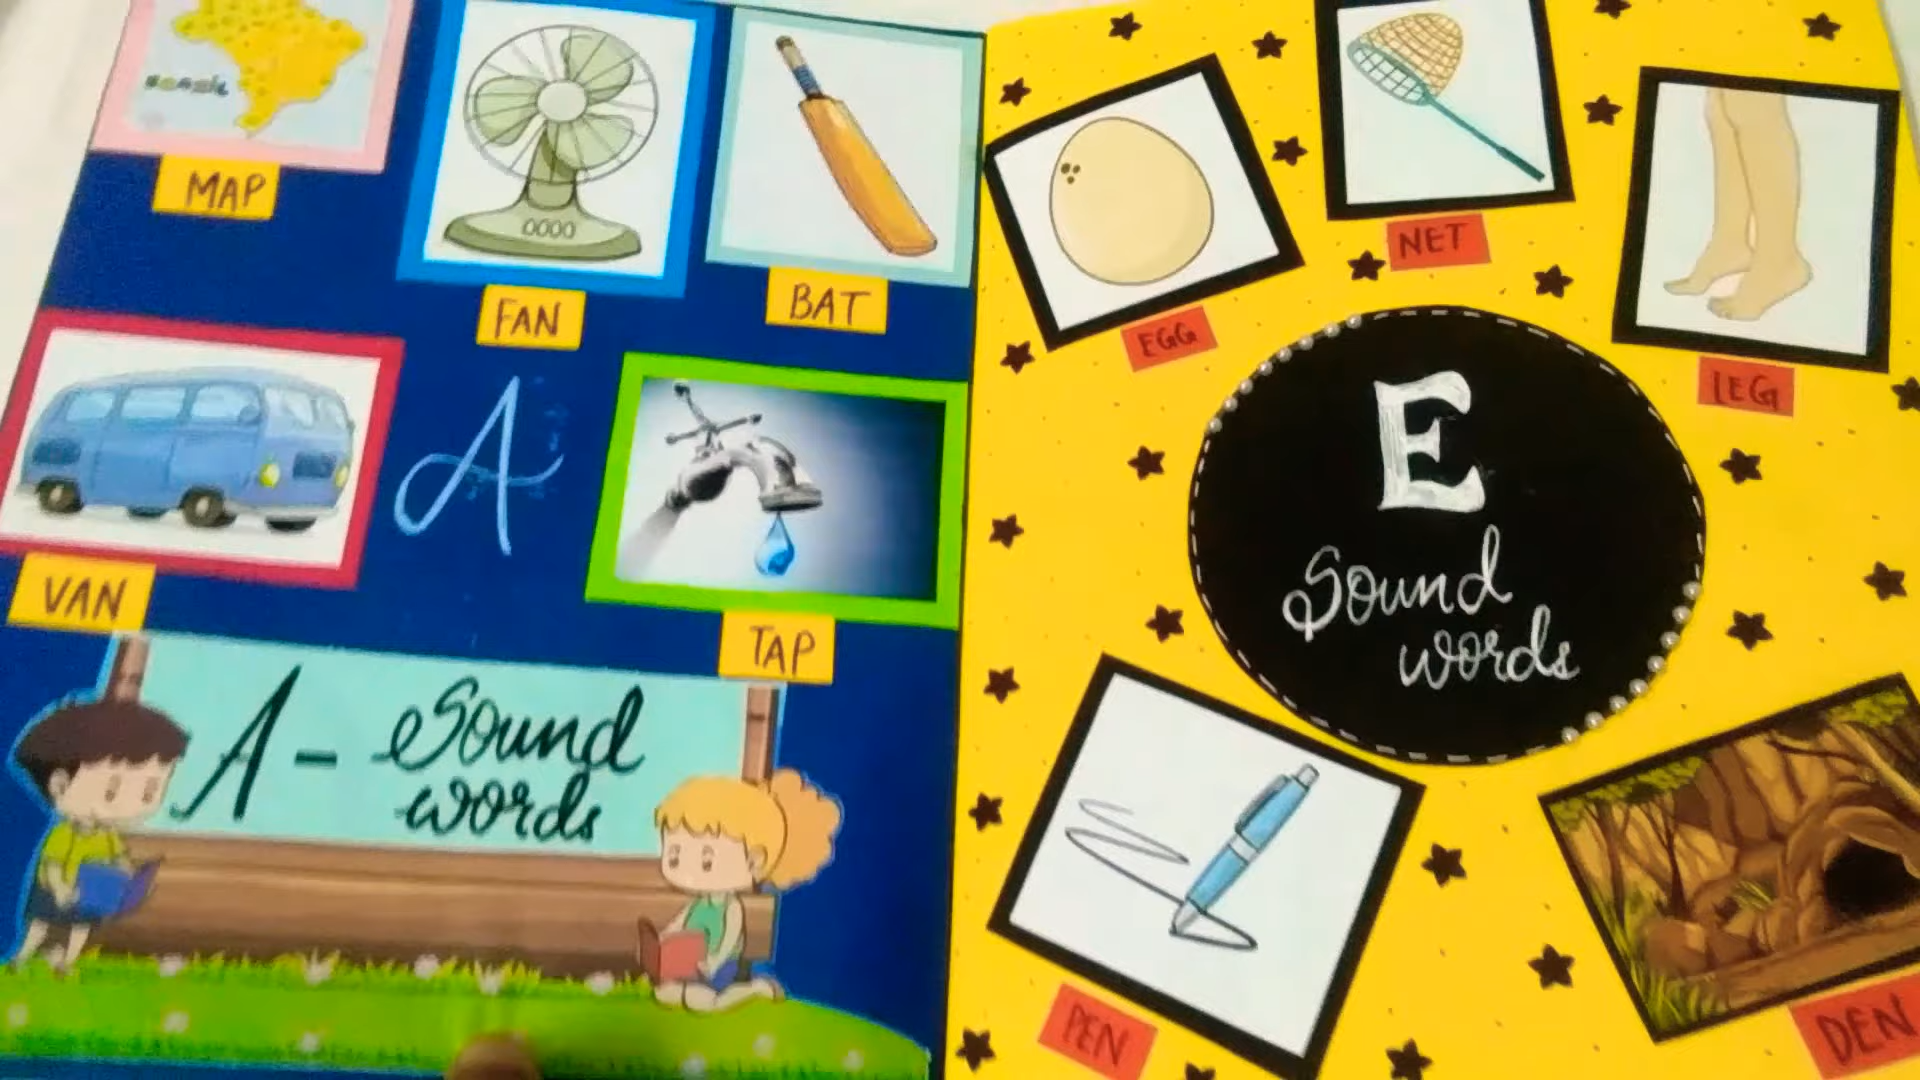 MAP
FAN
BAT
VAN
A
TAP
A - Sound
words
EGG
NET
LEG
E
Sound
words
PEN
DEN